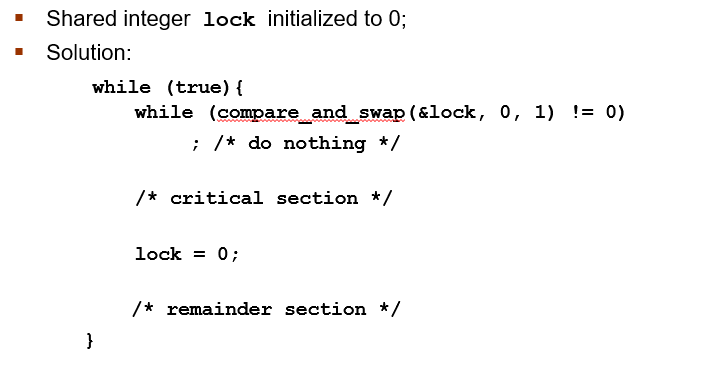 ▪ Shared integer lock initialized to 0;
▪ Solution:
while (true){
while (compare_and_swap(&lock, 0, 1) != 0)
; /* do nothing */
/* critical section */
lock = 0;
/* remainder section */
}